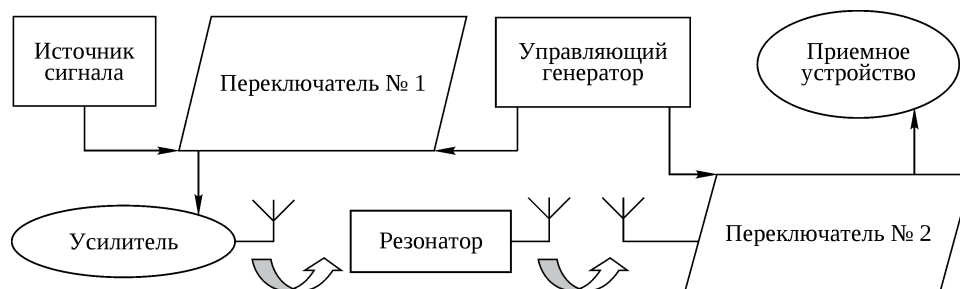 Источник
сигнала
Переключатель № 1
Управляющий
генератор
Приемное
устройство
Усилитель
Резонатор
Переключатель № 2